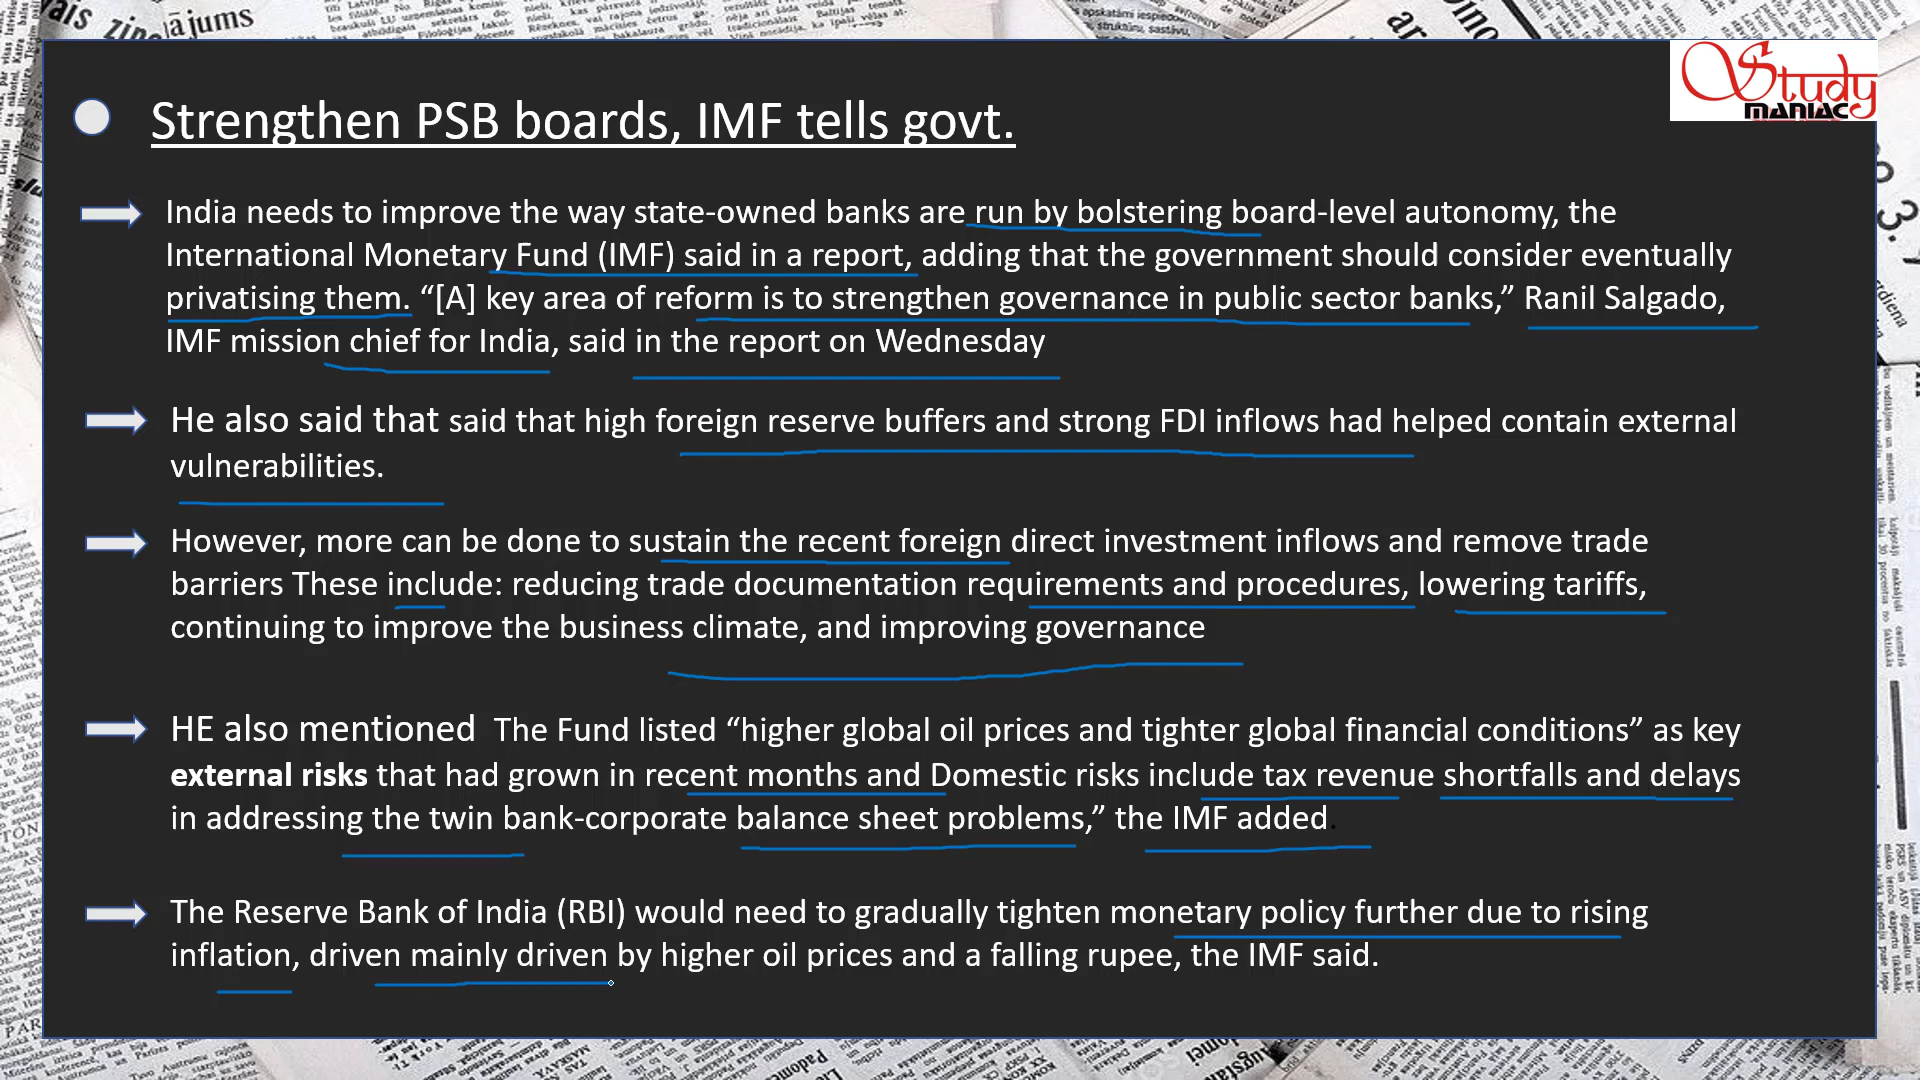 Study
MANIAC
Strengthen PSB boards, IMF tells govt.
India needs to improve the way state-owned banks are run by bolstering board-level autonomy, the
International Monetary Fund (IMF) said in a report, adding that the government should consider eventually
privatising them. “[A] key area of reform is to strengthen governance in public sector banks,” Ranil Salgado,
IMF mission chief for India, said in the report on Wednesday
He also said that said that high foreign reserve buffers and strong FDI inflows had helped contain external
vulnerabilities.
However, more can be done to sustain the recent foreign direct investment inflows and remove trade
barriers These include: reducing trade documentation requirements and procedures, lowering tariffs,
continuing to improve the business climate, and improving governance
HE also mentioned The Fund listed “higher global oil prices and tighter global financial conditions” as key
external risks that had grown in recent months and Domestic risks include tax revenue shortfalls and delays
in addressing the twin bank-corporate balance sheet problems,” the IMF added.
The Reserve Bank of India (RBI) would need to gradually tighten monetary policy further due to rising
inflation, driven mainly driven by higher oil prices and a falling rupee, the IMF said.